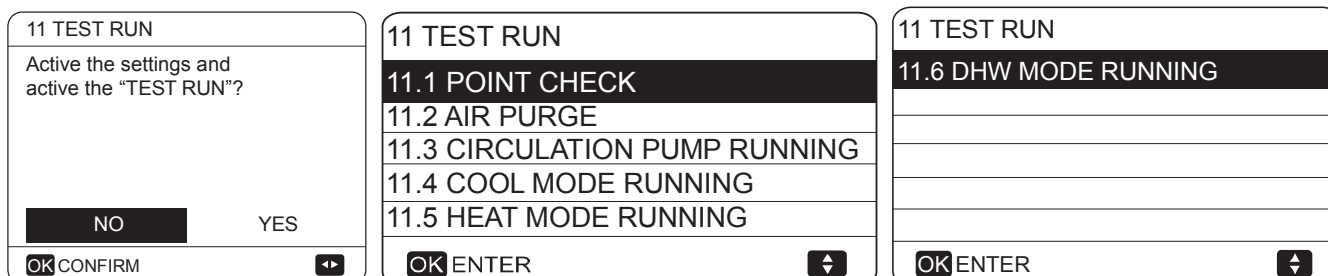 11 TEST RUN
Active the settings and
active the “TEST RUN”?
NO YES
OK CONFIRM
11 TEST RUN
11.1 POINT CHECK
11.2 AIR PURGE
11.3 CIRCULATION PUMP RUNNING
11.4 COOL MODE RUNNING
11.5 HEAT MODE RUNNING
OK ENTER
11 TEST RUN
11.6 DHW MODE RUNNING
OK ENTER